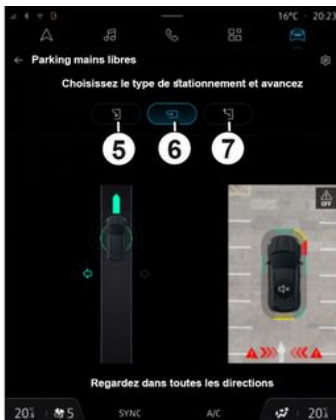 16°C 20:23
Parking mains libres
Choisissez le type de stationnement et avancez
5 6 7
OFF
Regardez dans toutes les directions
20 5 SYNC A/C 20